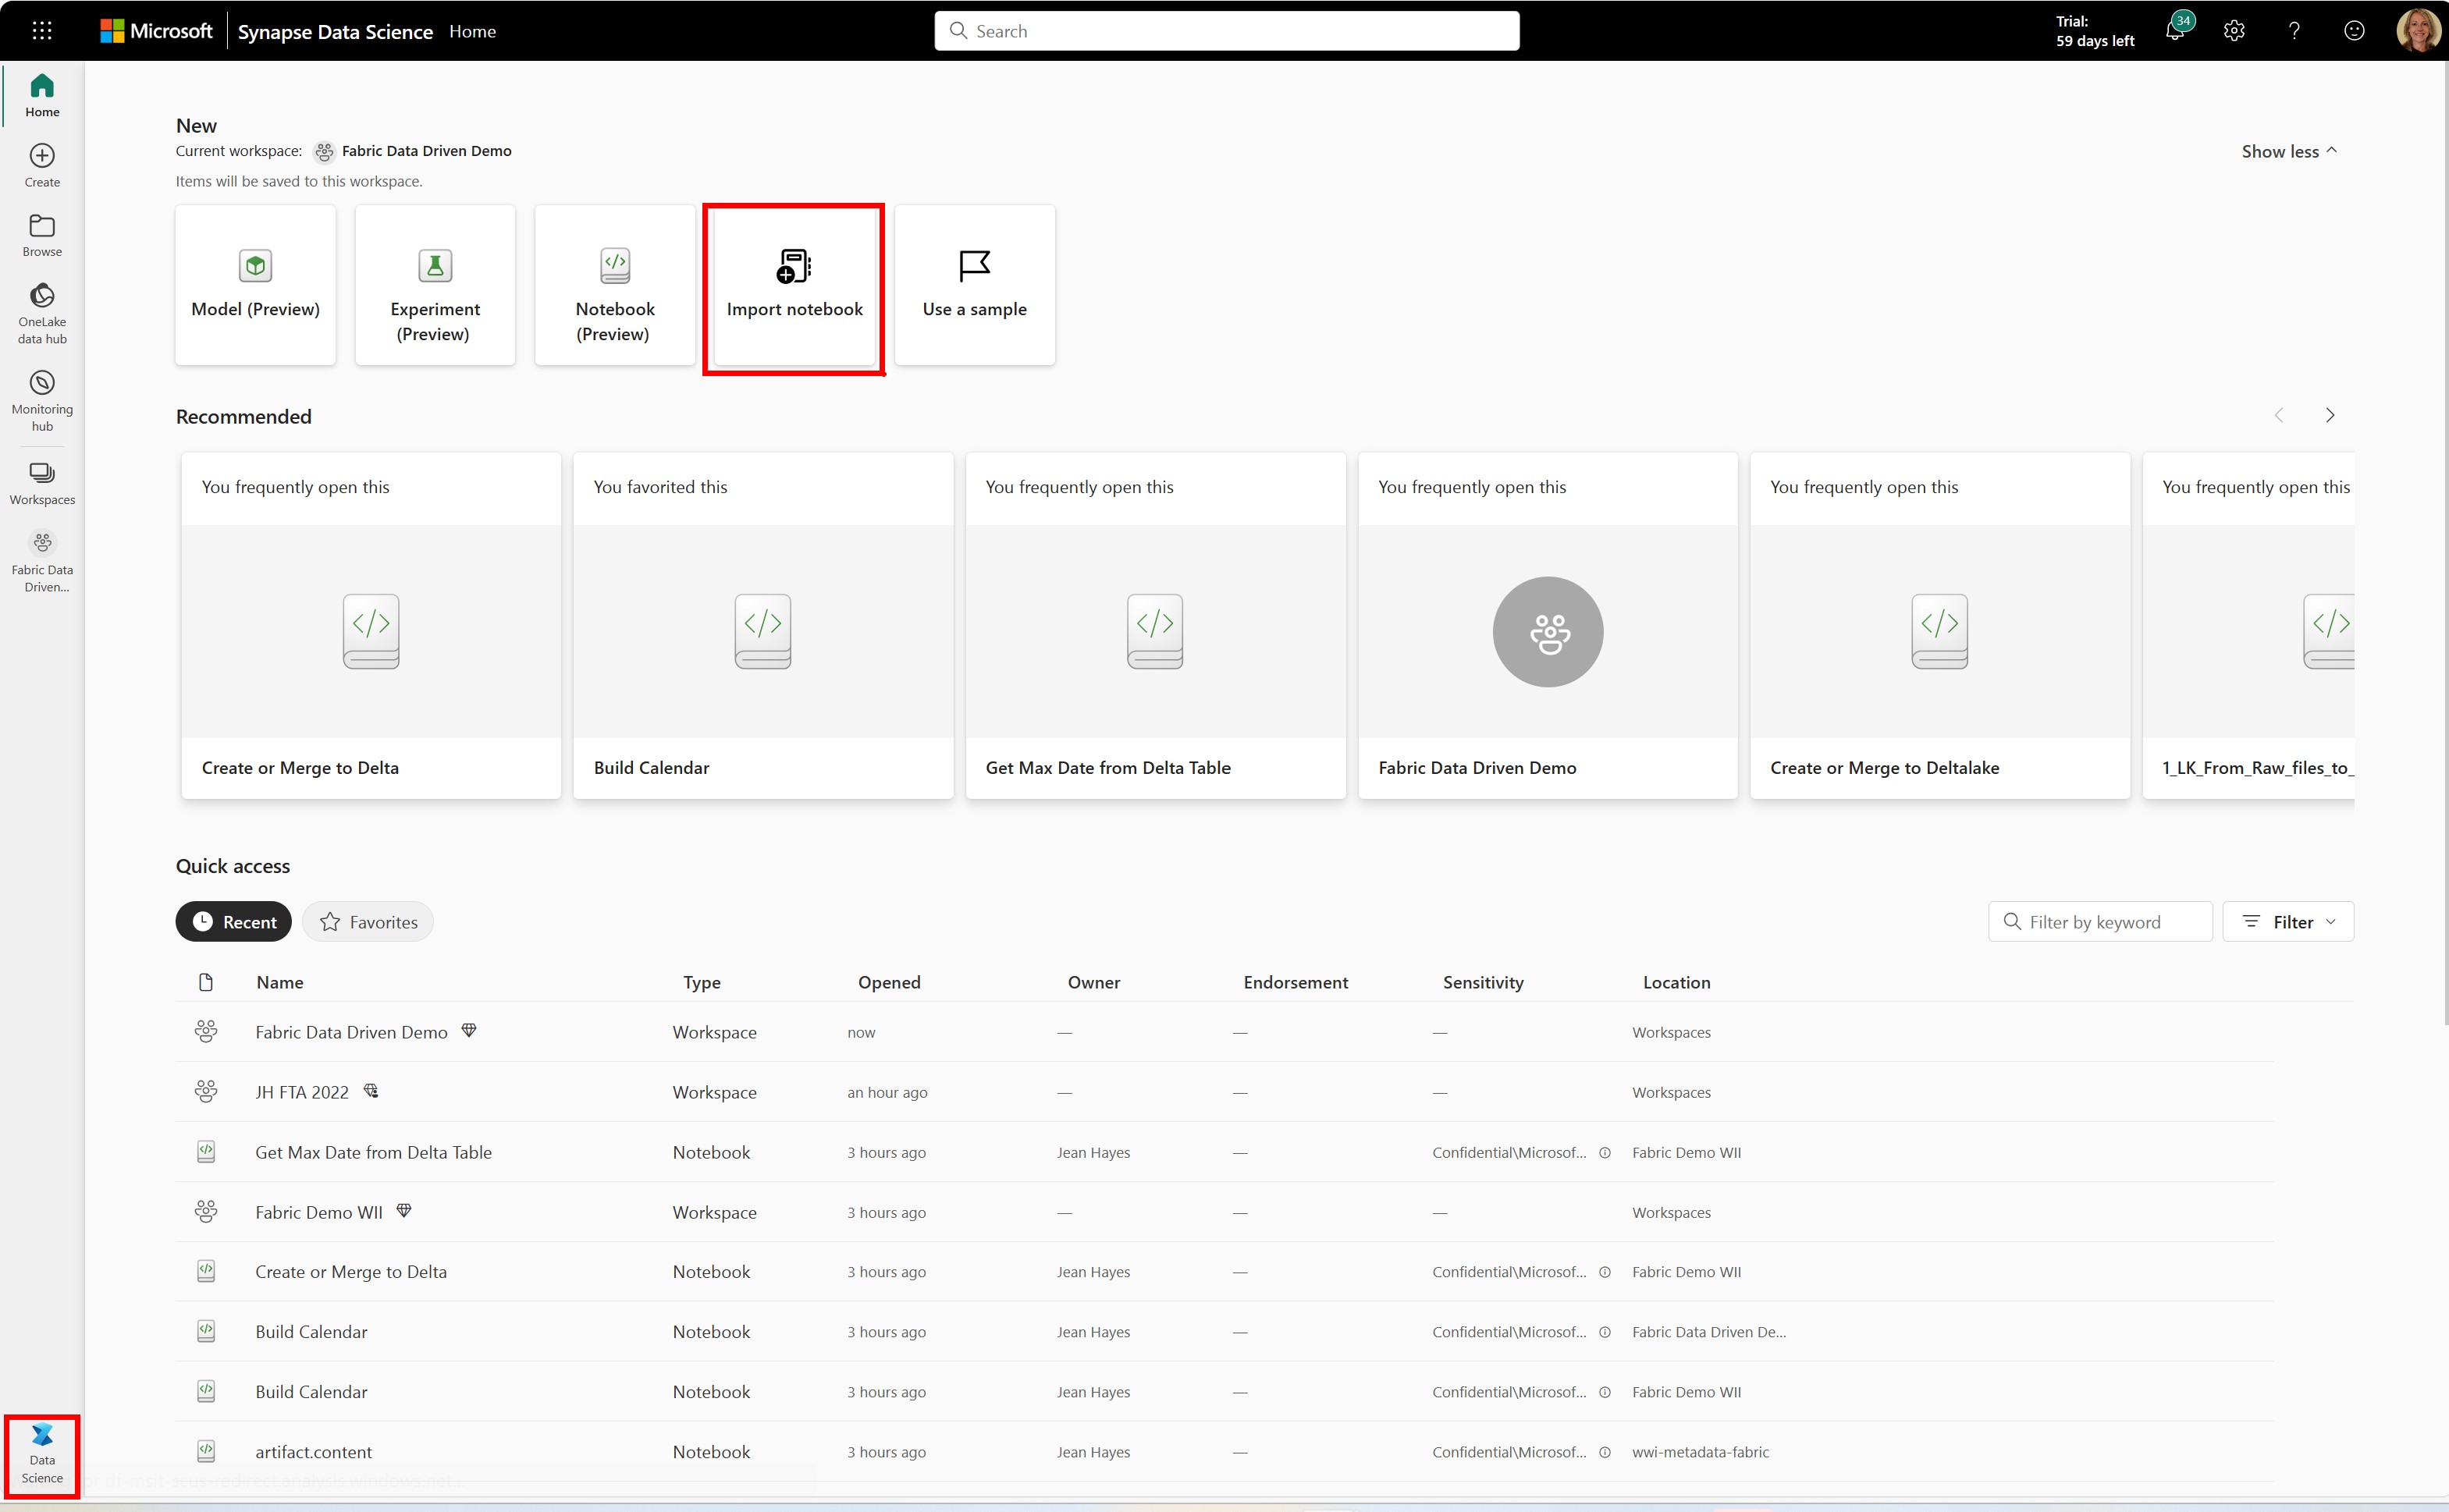 Microsoft
Synapse Data Science
Home
Search
Trial:
59 days left
34
Home
Create
Browse
OneLake
data hub
Monitoring
hub
Workspaces
Fabric Data
Driven...
Data
Science
New
Current workspace: Fabric Data Driven Demo
Show less
Items will be saved to this workspace.
Model (Preview)
Experiment
(Preview)
Notebook
(Preview)
Import notebook
Use a sample
Recommended
You frequently open this
Create or Merge to Delta
You favorited this
Build Calendar
You frequently open this
Get Max Date from Delta Table
You frequently open this
Fabric Data Driven Demo
You frequently open this
Create or Merge to Deltalake
You frequently open this
1_LK_From_Raw_files_to_
Quick access
Recent
Favorites
Filter by keyword
Filter
Name Type Opened Owner Endorsement Sensitivity Location
Fabric Data Driven Demo Workspace now — — — Workspaces
JH FTA 2022 Workspace an hour ago — — — Workspaces
Get Max Date from Delta Table Notebook 3 hours ago Jean Hayes — Confidential\Microsof... Fabric Demo WII
Fabric Demo WII Workspace 3 hours ago — — — Workspaces
Create or Merge to Delta Notebook 3 hours ago Jean Hayes — Confidential\Microsof... Fabric Demo WII
Build Calendar Notebook 3 hours ago Jean Hayes — Confidential\Microsof... Fabric Data Driven De...
Build Calendar Notebook 3 hours ago Jean Hayes — Confidential\Microsof... Fabric Demo WII
artifact.content Notebook 3 hours ago Jean Hayes — Confidential\Microsof... wwi-metadata-fabric